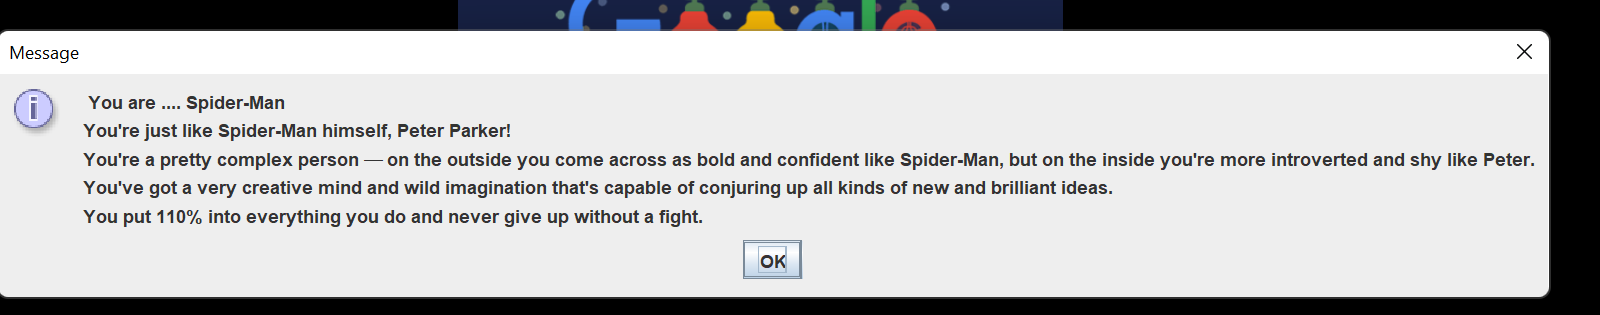 Google
Message
You are .... Spider-Man
You're just like Spider-Man himself, Peter Parker!
You're a pretty complex person — on the outside you come across as bold and confident like Spider-Man, but on the inside you're more introverted and shy like Peter.
You've got a very creative mind and wild imagination that's capable of conjuring up all kinds of new and brilliant ideas.
You put 110% into everything you do and never give up without a fight.
OK